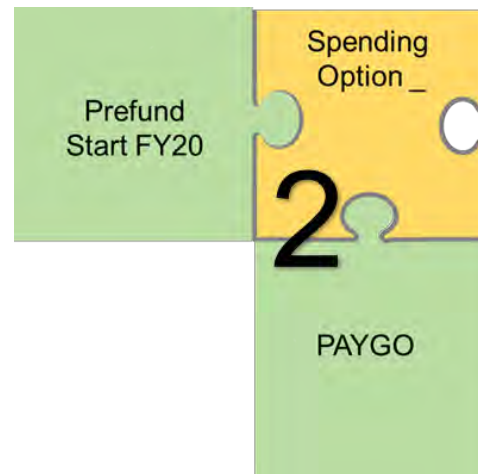 Spending
Option _
Prefund
Start FY20
2
PAYGO